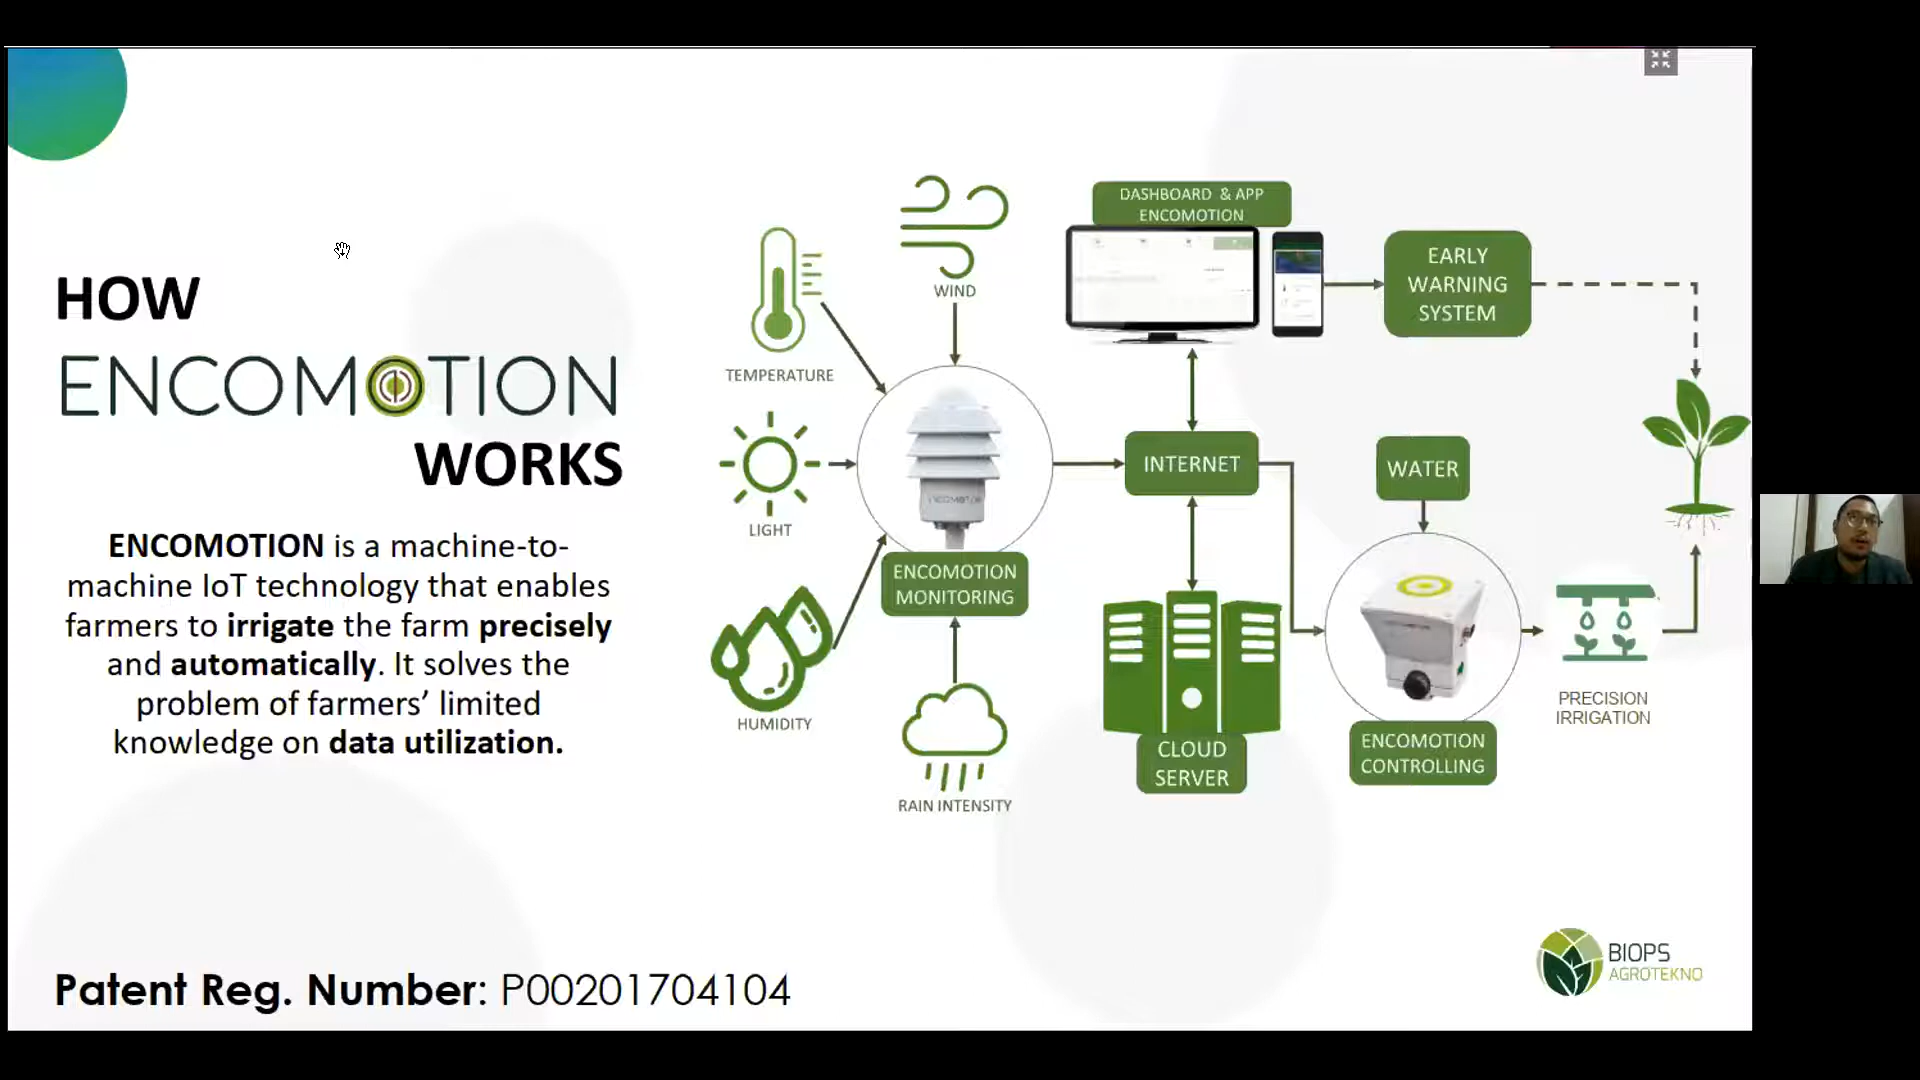 HOW
ENCOMOTION
WORKS
ENCOMOTION is a machine-to-
machine IoT technology that enables
farmers to irrigate the farm precisely
and automatically. It solves the
problem of farmers’ limited
knowledge on data utilization.
Patent Reg. Number: P00201704104
WIND
TEMPERATURE
LIGHT
HUMIDITY
RAIN INTENSITY
ENCOMOTION
MONITORING
DASHBOARD & APP
ENCOMOTION
INTERNET
CLOUD
SERVER
EARLY
WARNING
SYSTEM
WATER
ENCOMOTION
CONTROLLING
PRECISION
IRRIGATION
BIOPS
AGROTEKNO